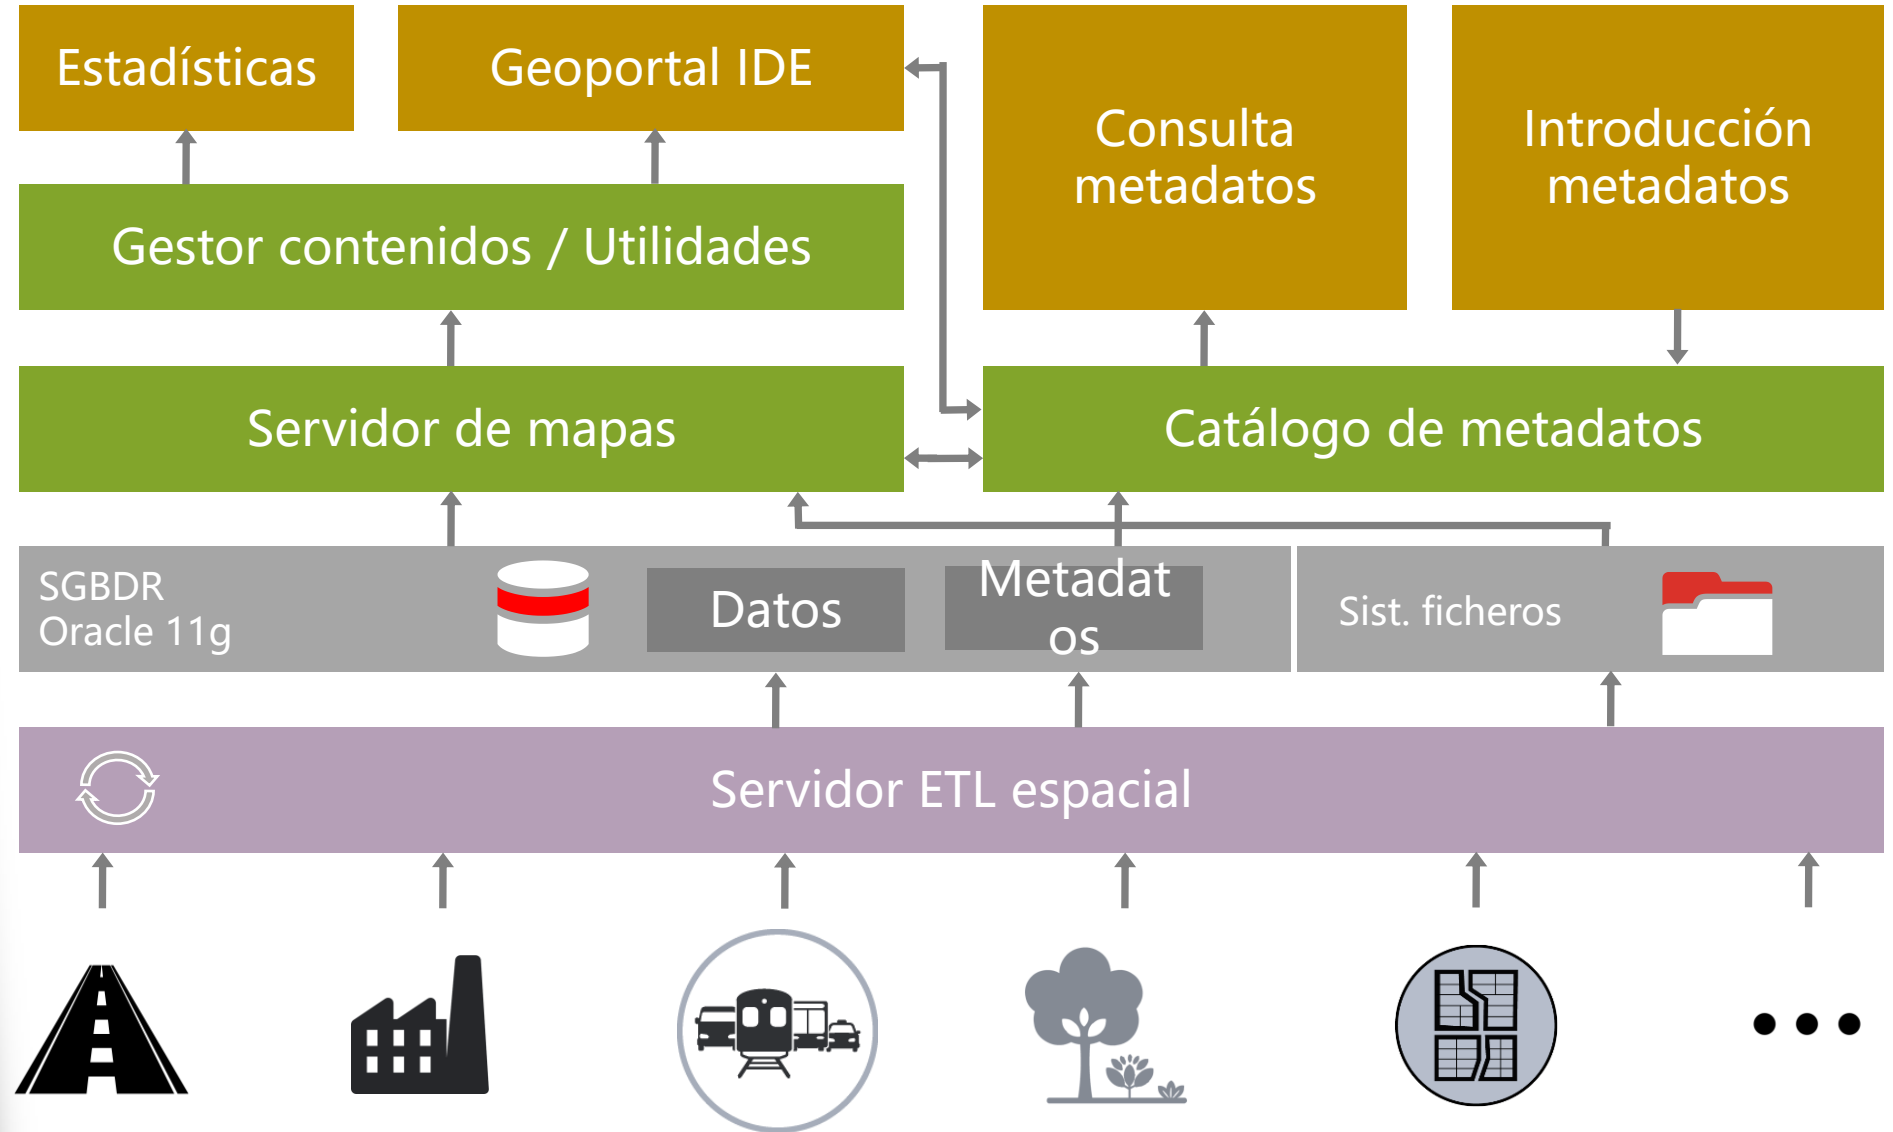 Estadísticas
Geoportal IDE
Consulta
metadatos
Introducción
metadatos
Gestor contenidos / Utilidades
Servidor de mapas
Catálogo de metadatos
SGBDR
Oracle 11g
Datos
Metadat
os
Sist. ficheros
Servidor ETL espacial